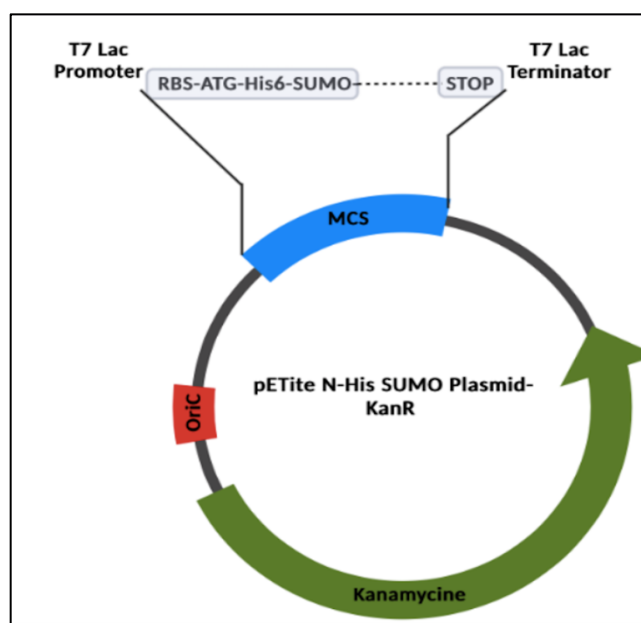 T7 Lac
Promoter
T7 Lac
Terminator
RBS-ATG-His6-SUMO
STOP
MCS
pETite N-His SUMO Plasmid-
KanR
OriC
Kanamycine